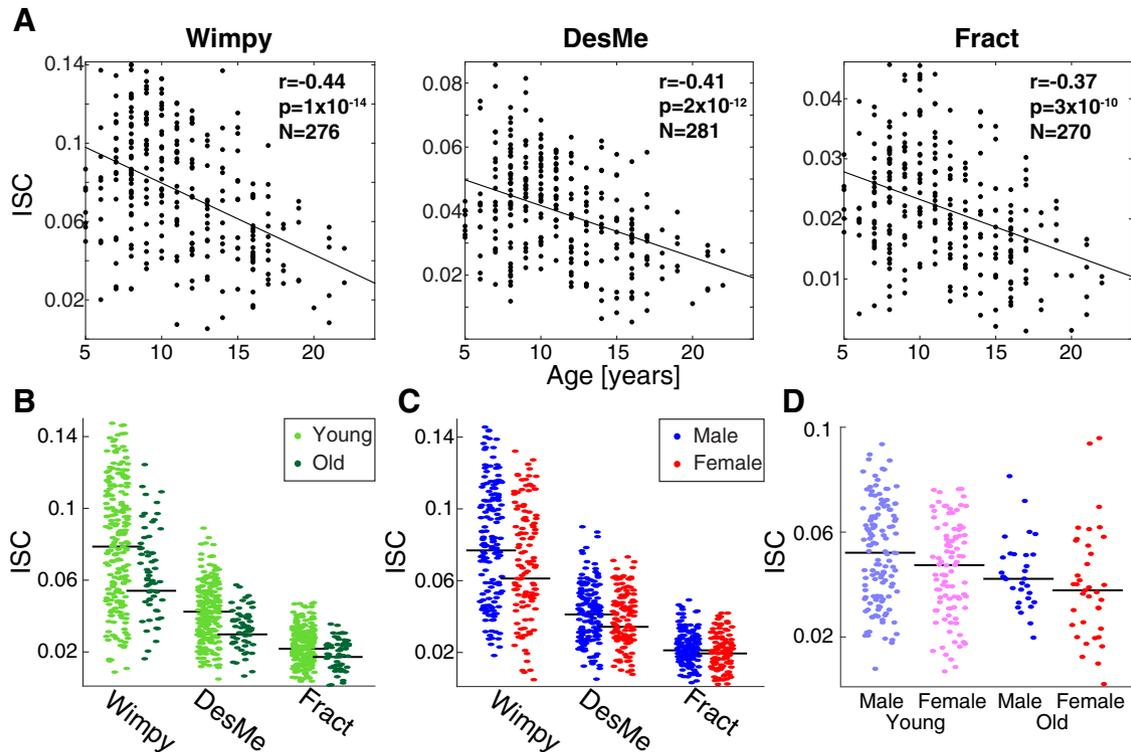 A
Wimpy
DesMe
Fract
ISC
0.14
0.1
0.06
0.02
r=-0.44
p=1x10⁻¹⁴
N=276
5
10
15
20
0.08
0.06
0.04
0.02
r=-0.41
p=2x10⁻¹²
N=281
5
10
15
20
Age [years]
0.04
0.03
0.02
0.01
r=-0.37
p=3x10⁻¹⁰
N=270
5
10
15
20
B
ISC
0.14
0.1
0.06
0.02
Young
Old
Wimpy
DesMe
Fract
C
ISC
0.14
0.1
0.06
0.02
Male
Female
Wimpy
DesMe
Fract
D
ISC
0.1
0.06
0.02
Male Female Male Female
Young Old